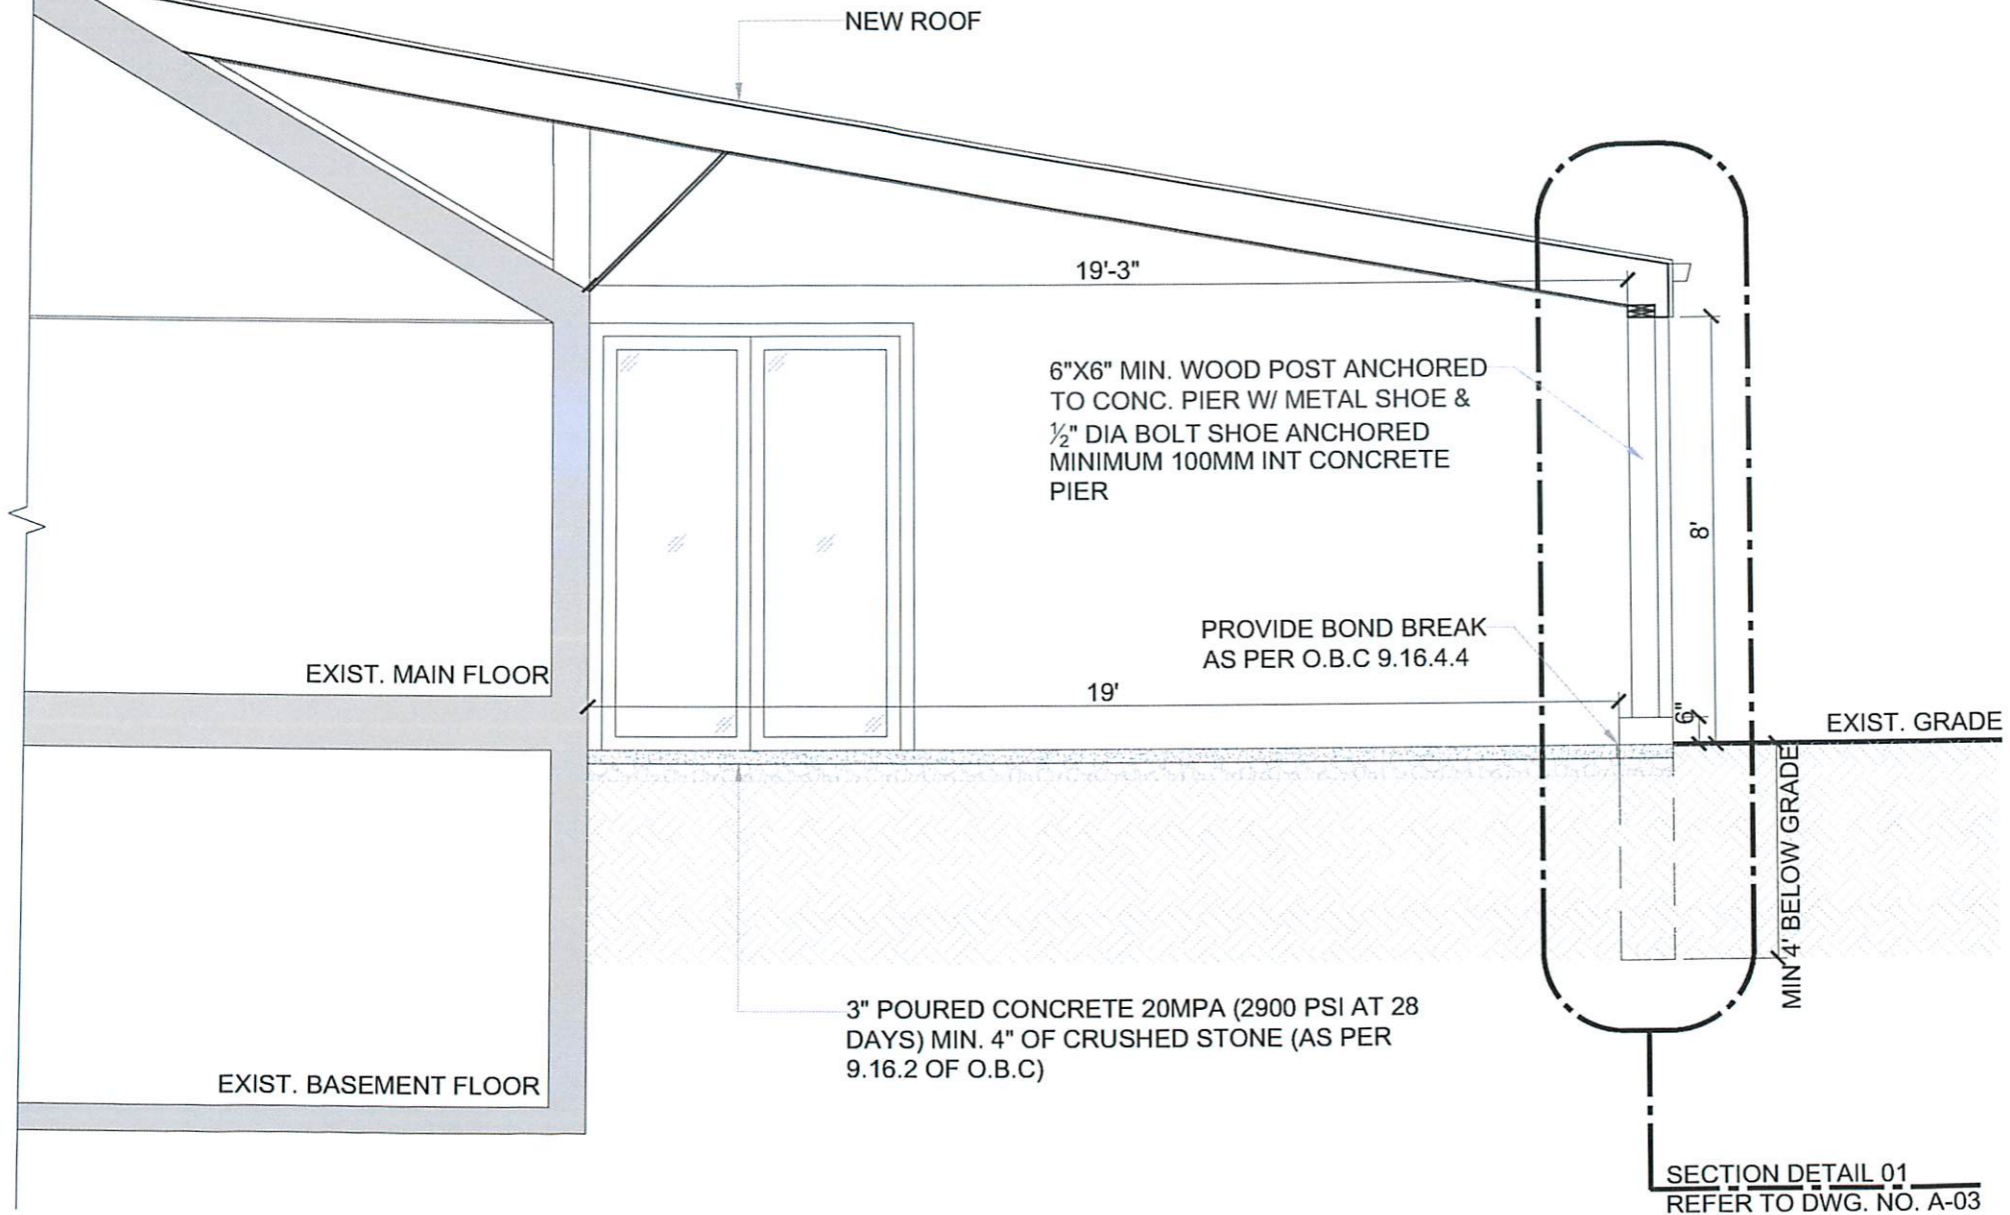 NEW ROOF
19'-3"
6"X6" MIN. WOOD POST ANCHORED
TO CONC. PIER W/ METAL SHOE &
½" DIA BOLT SHOE ANCHORED
MINIMUM 100MM INT CONCRETE
PIER
8'
PROVIDE BOND BREAK
AS PER O.B.C 9.16.4.4
EXIST. MAIN FLOOR
19'
6"
EXIST. GRADE
MIN 4' BELOW GRADE
3" POURED CONCRETE 20MPA (2900 PSI AT 28
DAYS) MIN. 4" OF CRUSHED STONE (AS PER
9.16.2 OF O.B.C)
EXIST. BASEMENT FLOOR
SECTION DETAIL 01
REFER TO DWG. NO. A-03